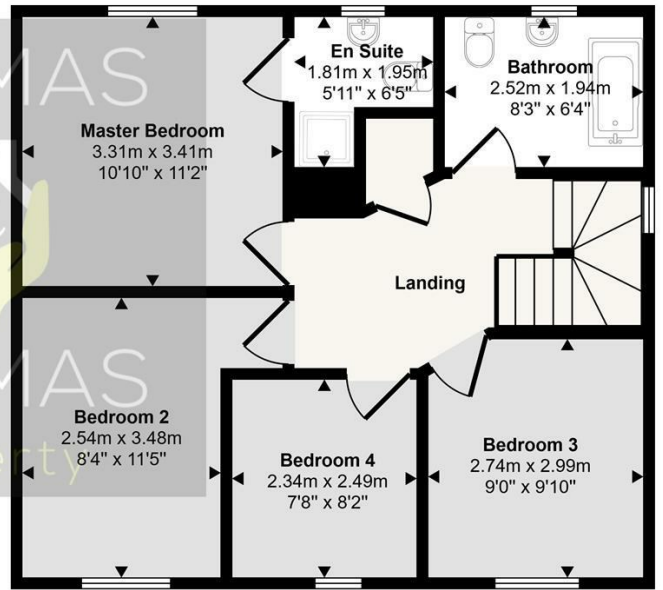 MAS
Master Bedroom
3.31m x 3.41m
10'10" x 11'2"
En Suite
1.81m x 1.95m
5'11" x 6'5"
Bathroom
2.52m x 1.94m
8'3" x 6'4"
Landing
MAS
erty
Bedroom 2
2.54m x 3.48m
8'4" x 11'5"
Bedroom 4
2.34m x 2.49m
7'8" x 8'2"
Bedroom 3
2.74m x 2.99m
9'0" x 9'10"